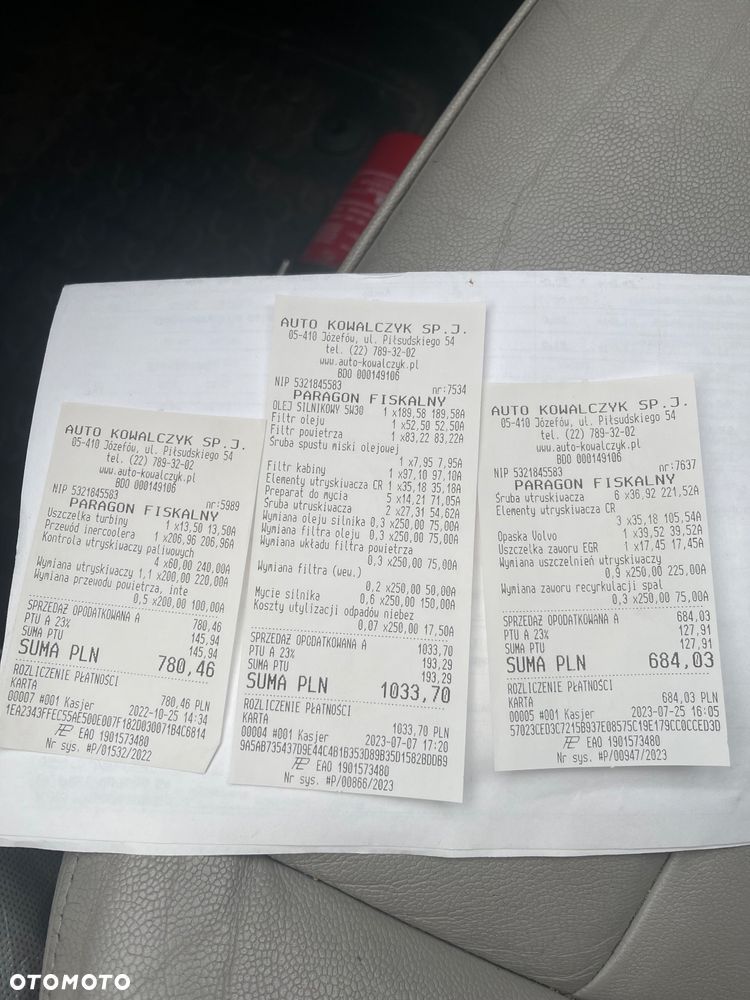 AUTO KOWALCZYK SP.J.
05-410 Józefów, ul. Piłsudskiego 54
tel. (22) 789-32-02
www.auto-kowalczyk.pl
BDO 000149106
NIP 5321845583 nr:5989
PARAGON FISKALNY
Uszczelka turbiny 1 x13,50 13,50A
Przewód inercoolera 1 x206,96 206,96A
Kontrola utryskiwaczy paliwowych
4 x60,00 240,00A
Wymiana utryskiwaczy 1,1 x200,00 220,00A
Wymiana przewodu powietrza, inte
0,5 x200,00 100,00A
SPRZEDAŻ OPODATKOWANA A 780,46
PTU A 23% 145,94
SUMA PTU 145,94
SUMA PLN 780,46
ROZLICZENIE PŁATNOŚCI
KARTA 780,46 PLN
00007 #001 Kasjer 2022-10-25 14:34
1EA2343FFEC55AE500E007F182D030071B4C6814
EAO 1901573480
Nr sys. #P/01532/2022
AUTO KOWALCZYK SP.J.
05-410 Józefów, ul. Piłsudskiego 54
tel. (22) 789-32-02
www.auto-kowalczyk.pl
BDO 000149106
NIP 5321845583 nr:7534
PARAGON FISKALNY
OLEJ SILNIKOWY 5W30 1 x189,58 189,58A
Filtr oleju 1 x52,50 52,50A
Filtr powietrza 1 x83,22 83,22A
Śruba spustu miski olejowej
1 x7,95 7,95A
Filtr kabiny 1 x97,10 97,10A
Elementy utryskiwacza CR 1 x35,18 35,18A
Preparat do mycia 5 x14,21 71,05A
Śruba utruskiwacza 2 x27,31 54,62A
Wymiana oleju silnika 0,3 x250,00 75,00A
Wymiana filtra oleju 0,3 x250,00 75,00A
Wymiana układu filtra powietrza
0,3 x250,00 75,00A
Wymiana filtra (wew.)
0,2 x250,00 50,00A
Mycie silnika 0,6 x250,00 150,00A
Koszty utylizacji odpadów niebez
0,07 x250,00 17,50A
SPRZEDAŻ OPODATKOWANA A 1033,70
PTU A 23% 193,29
SUMA PTU 193,29
SUMA PLN 1033,70
ROZLICZENIE PŁATNOŚCI
KARTA 1033,70 PLN
00004 #001 Kasjer 2023-07-07 17:20
9A5AB735437D9E44C4B1B353D89B35D1582BDDB9
EAO 1901573480
Nr sys. #P/00866/2023
AUTO KOWALCZYK SP.J.
05-410 Józefów, ul. Piłsudskiego 54
tel. (22) 789-32-02
www.auto-kowalczyk.pl
BDO 000149106
NIP 5321845583 nr:7637
PARAGON FISKALNY
Śruba utruskiwacza 6 x36,92 221,52A
Elementy utryskiwacza CR
3 x35,18 105,54A
Opaska Volvo 1 x39,52 39,52A
Uszczelka zaworu EGR 1 x17,45 17,45A
Wymiana uszczelnień utryskiwaczy
0,9 x250,00 225,00A
Wymiana zaworu recyrkulacji spal
0,3 x250,00 75,00A
SPRZEDAŻ OPODATKOWANA A 684,03
PTU A 23% 127,91
SUMA PTU 127,91
SUMA PLN 684,03
ROZLICZENIE PŁATNOŚCI
KARTA 684,03 PLN
00005 #001 Kasjer 2023-07-25 16:05
57023CED3C7215B937E08575C19E179CC0CCED3D
EAO 1901573480
Nr sys. #P/00947/2023
OTOMOTO